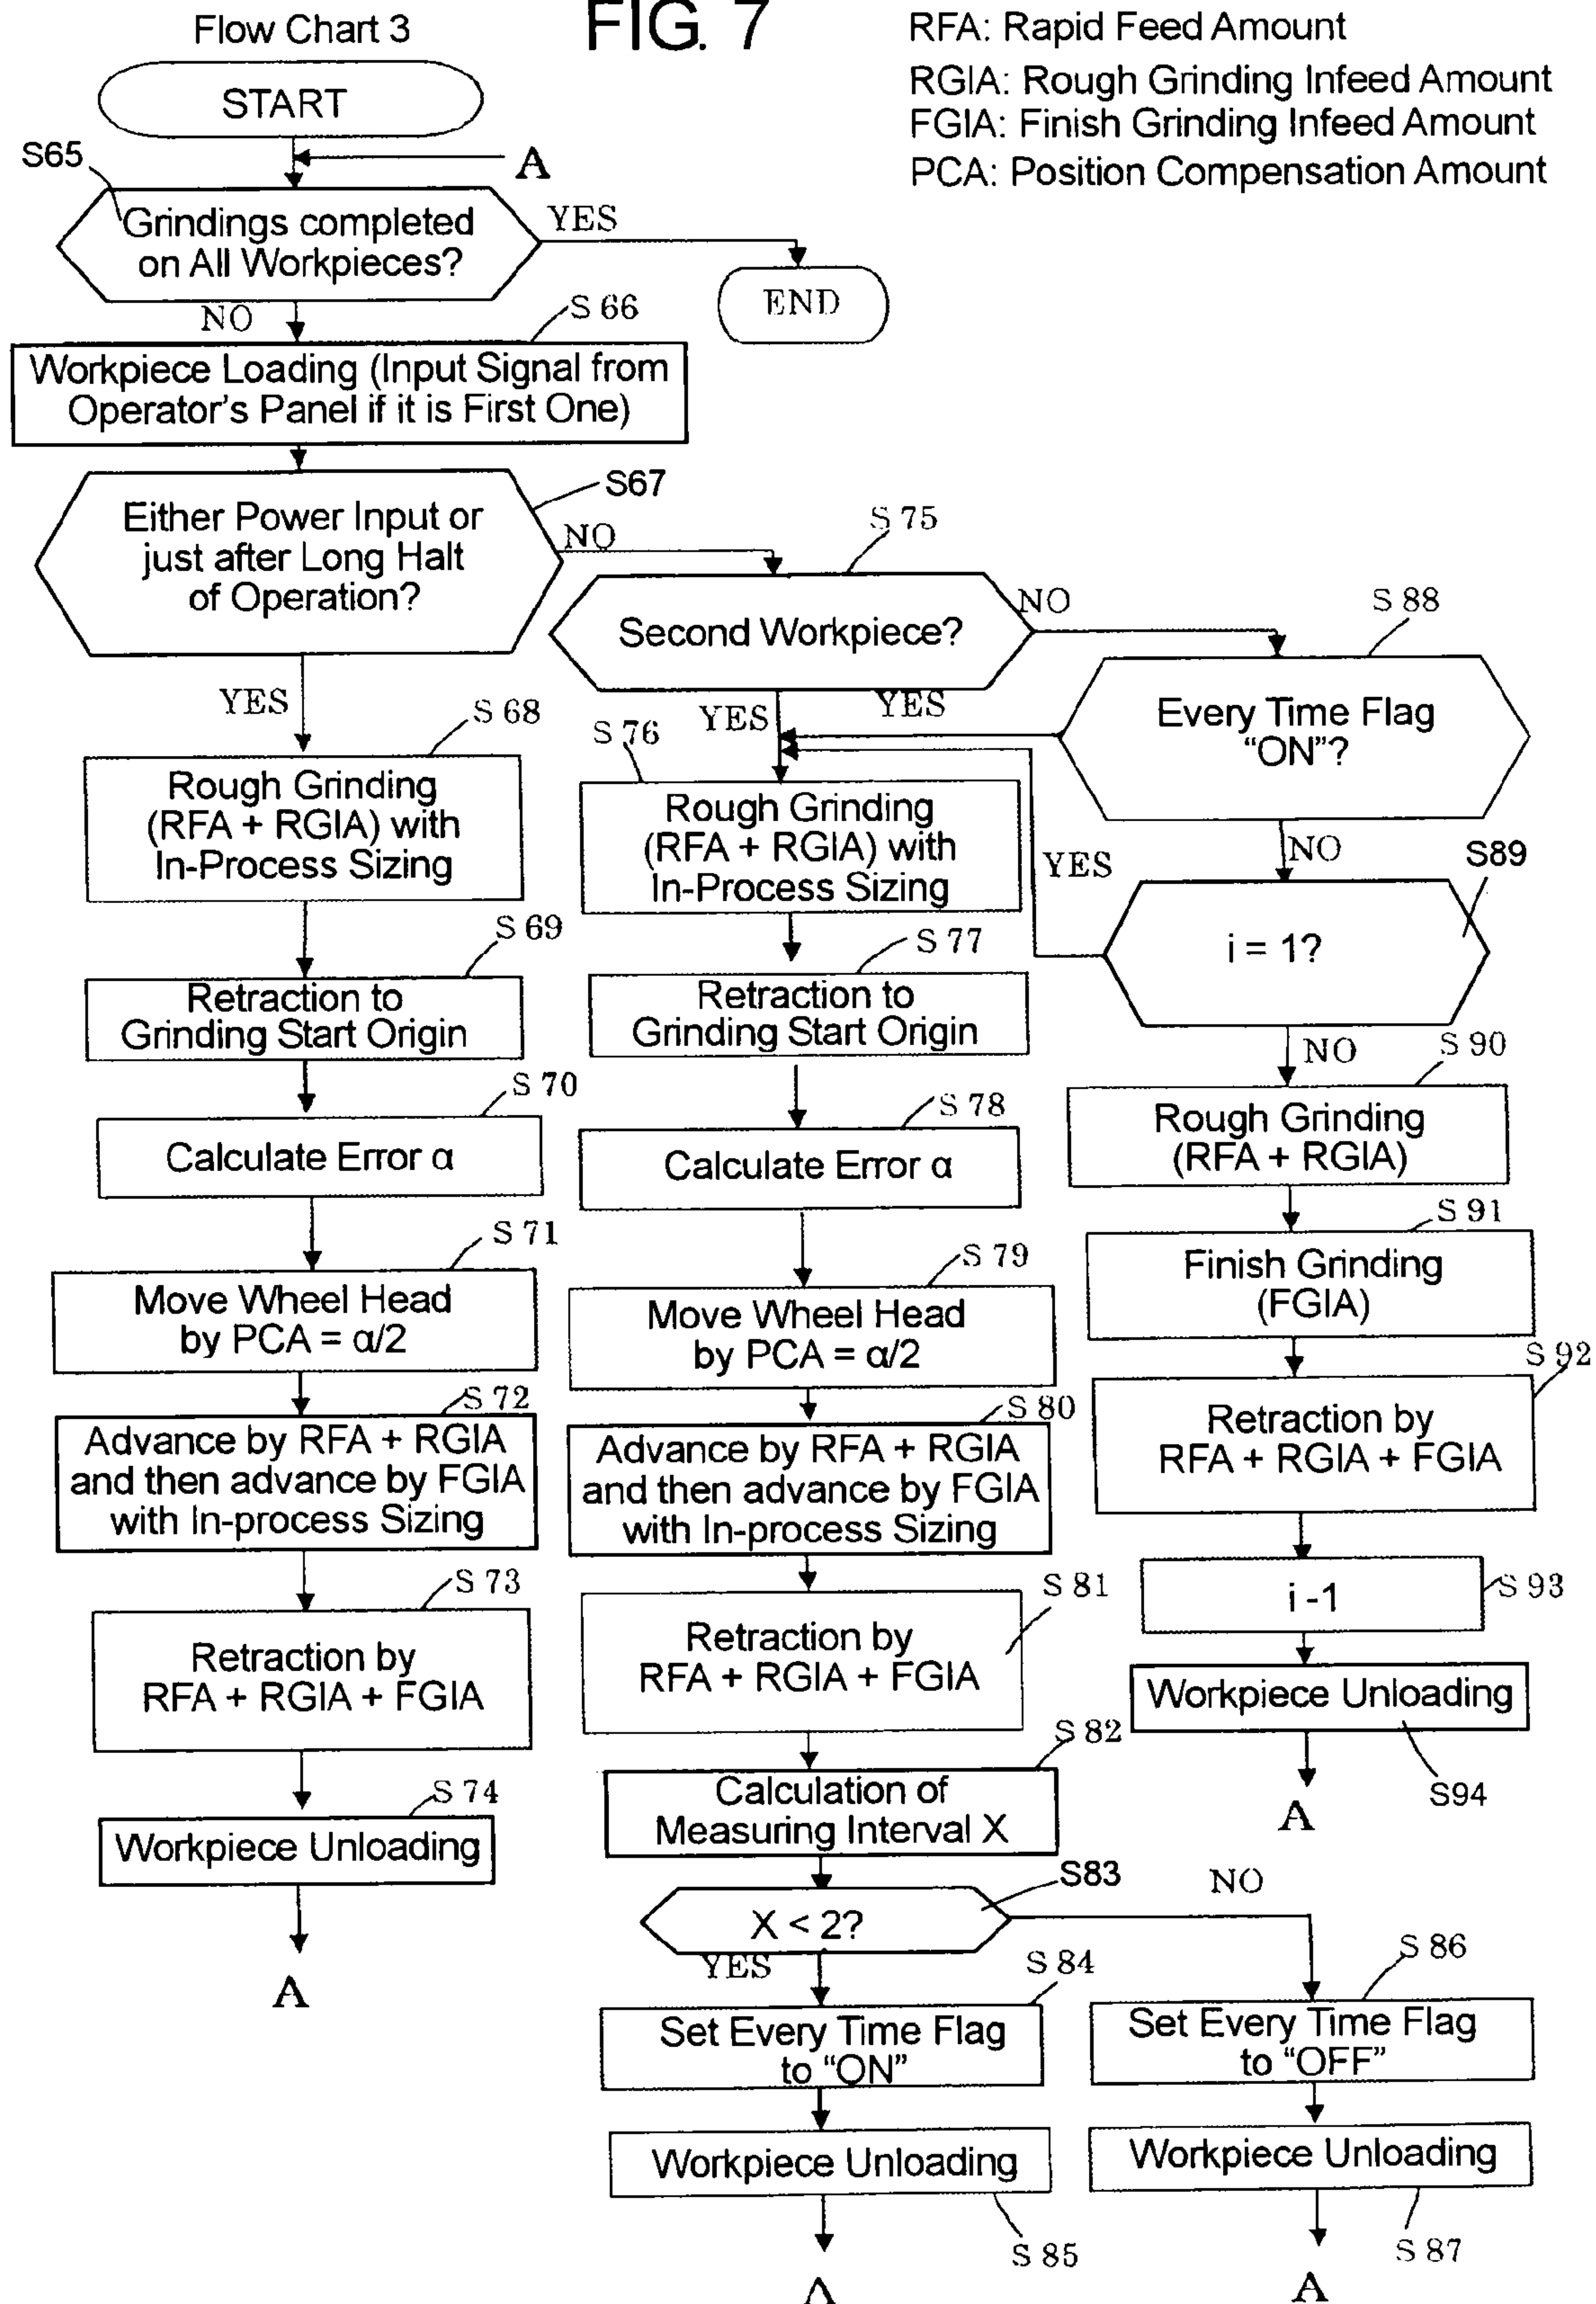 Flow Chart 3
FIG. 7
RFA: Rapid Feed Amount
RGIA: Rough Grinding Infeed Amount
FGIA: Finish Grinding Infeed Amount
PCA: Position Compensation Amount
START
A
S65
Grindings completed
on All Workpieces?
YES
END
NO
S 66
Workpiece Loading (Input Signal from
Operator's Panel if it is First One)
S67
Either Power Input or
just after Long Halt
of Operation?
NO
YES
S 75
Second Workpiece?
NO
YES
S 88
Every Time Flag
“ON”?
YES
NO
S89
i = 1?
YES
NO
S 68
Rough Grinding
(RFA + RGIA) with
In-Process Sizing
S 69
Retraction to
Grinding Start Origin
S 70
Calculate Error α
S 71
Move Wheel Head
by PCA = α/2
S 72
Advance by RFA + RGIA
and then advance by FGIA
with In-process Sizing
S 73
Retraction by
RFA + RGIA + FGIA
S 74
Workpiece Unloading
A
S 76
Rough Grinding
(RFA + RGIA) with
In-Process Sizing
S 77
Retraction to
Grinding Start Origin
S 78
Calculate Error α
S 79
Move Wheel Head
by PCA = α/2
S 80
Advance by RFA + RGIA
and then advance by FGIA
with In-process Sizing
S 81
Retraction by
RFA + RGIA + FGIA
S 82
Calculation of
Measuring Interval X
S83
X < 2?
YES
NO
S 84
Set Every Time Flag
to “ON”
Workpiece Unloading
S 85
A
S 86
Set Every Time Flag
to “OFF”
Workpiece Unloading
S 87
A
S 90
Rough Grinding
(RFA + RGIA)
S 91
Finish Grinding
(FGIA)
S 92
Retraction by
RFA + RGIA + FGIA
S 93
i -1
Workpiece Unloading
S94
A